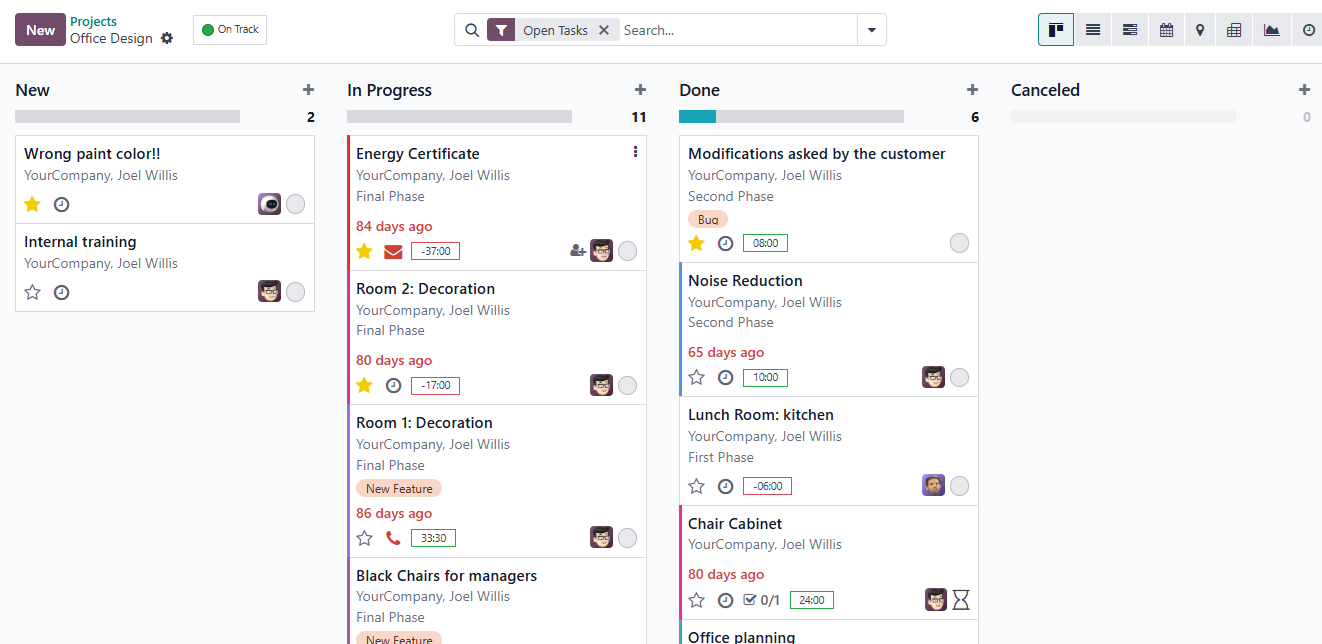 New
Projects
Office Design
On Track
Open Tasks
Search...
New
2
Wrong paint color!!
YourCompany, Joel Willis
Internal training
YourCompany, Joel Willis
In Progress
11
Energy Certificate
YourCompany, Joel Willis
Final Phase
84 days ago
-37:00
Room 2: Decoration
YourCompany, Joel Willis
Final Phase
80 days ago
-17:00
Room 1: Decoration
YourCompany, Joel Willis
Final Phase
New Feature
86 days ago
33:30
Black Chairs for managers
YourCompany, Joel Willis
Final Phase
New Feature
Done
6
Modifications asked by the customer
YourCompany, Joel Willis
Second Phase
Bug
08:00
Noise Reduction
YourCompany, Joel Willis
Second Phase
65 days ago
10:00
Lunch Room: kitchen
YourCompany, Joel Willis
First Phase
-06:00
Chair Cabinet
YourCompany, Joel Willis
80 days ago
0/1
24:00
Office planning
Canceled
0